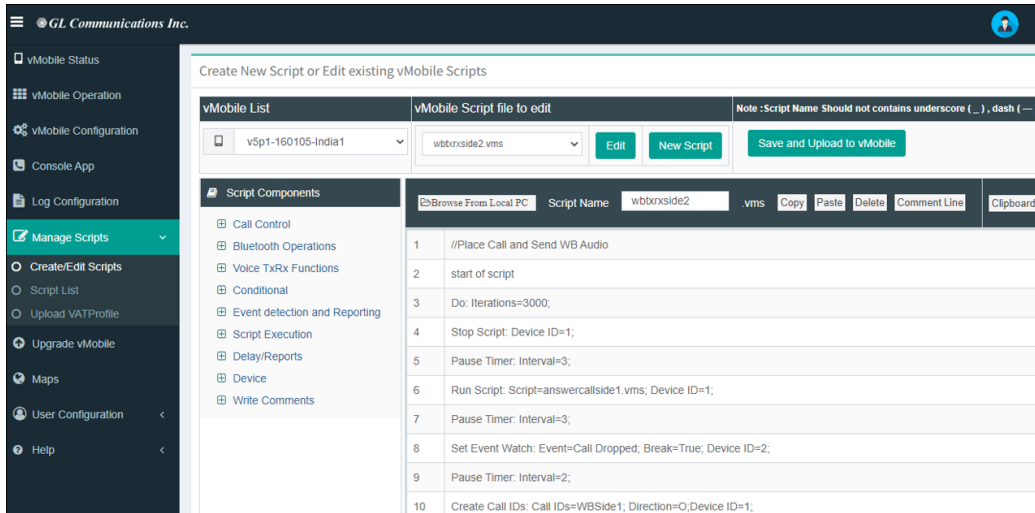 GL Communications Inc.
vMobile Status
vMobile Operation
vMobile Configuration
Console App
Log Configuration
Manage Scripts
Create/Edit Scripts
Script List
Upload VATProfile
Upgrade vMobile
Maps
User Configuration
Help
Create New Script or Edit existing vMobile Scripts
vMobile List
vMobile Script file to edit
Note :Script Name Should not contains underscore ( _ ) , dash ( —
v5p1-160105-India1
wbtxrxside2.vms
Edit
New Script
Save and Upload to vMobile
Script Components
Call Control
Bluetooth Operations
Voice TxRx Functions
Conditional
Event detection and Reporting
Script Execution
Delay/Reports
Device
Write Comments
Browse From Local PC
Script Name
wbtxrxside2
.vms
Copy
Paste
Delete
Comment Line
Clipboard
1 //Place Call and Send WB Audio
2 start of script
3 Do: Iterations=3000;
4 Stop Script: Device ID=1;
5 Pause Timer: Interval=3;
6 Run Script: Script=answercallside1.vms; Device ID=1;
7 Pause Timer: Interval=3;
8 Set Event Watch: Event=Call Dropped; Break=True; Device ID=2;
9 Pause Timer: Interval=2;
10 Create Call IDs: Call IDs=WBSide1; Direction=O;Device ID=1;